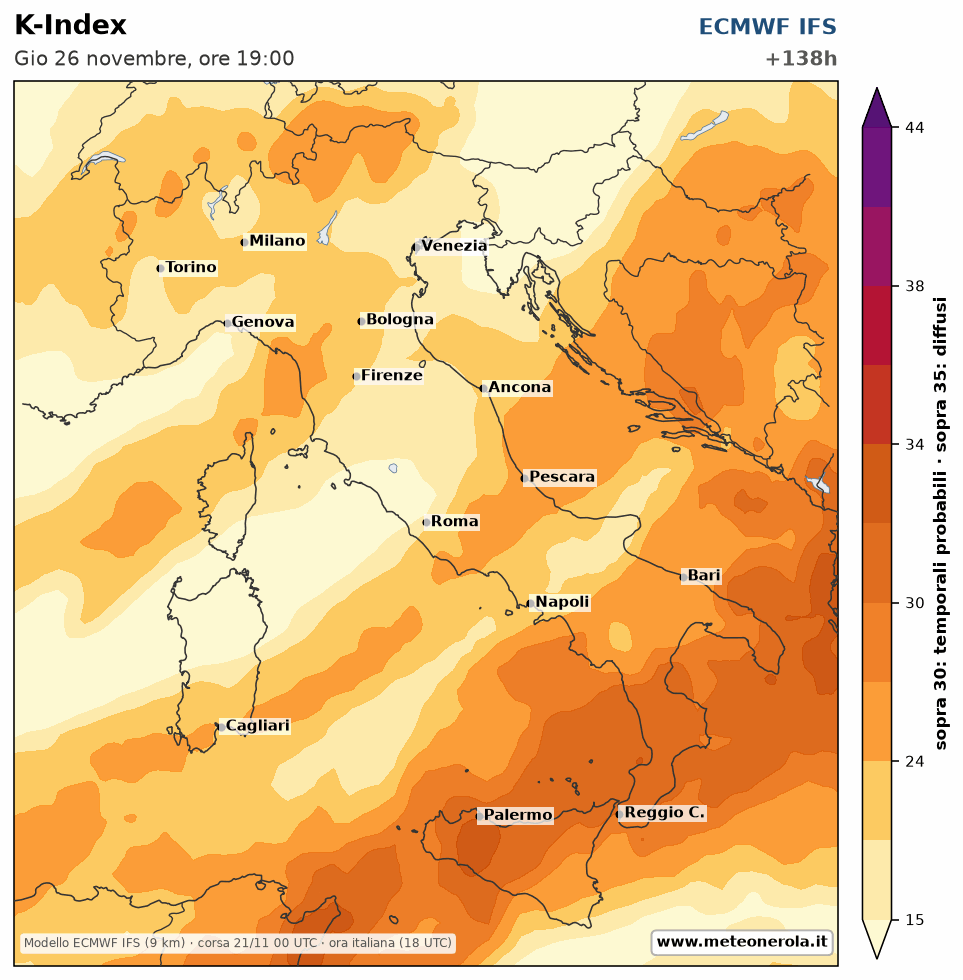 K-Index
ECMWF IFS
Gio 26 novembre, ore 19:00
+138h
Milano
Venezia
Torino
Genova
Bologna
Firenze
Ancona
Pescara
Roma
Bari
Napoli
Cagliari
Palermo
Reggio C.
44
38
34
30
24
15
sopra 30: temporali probabili · sopra 35: diffusi
Modello ECMWF IFS (9 km) · corsa 21/11 00 UTC · ora italiana (18 UTC)
www.meteonerola.it